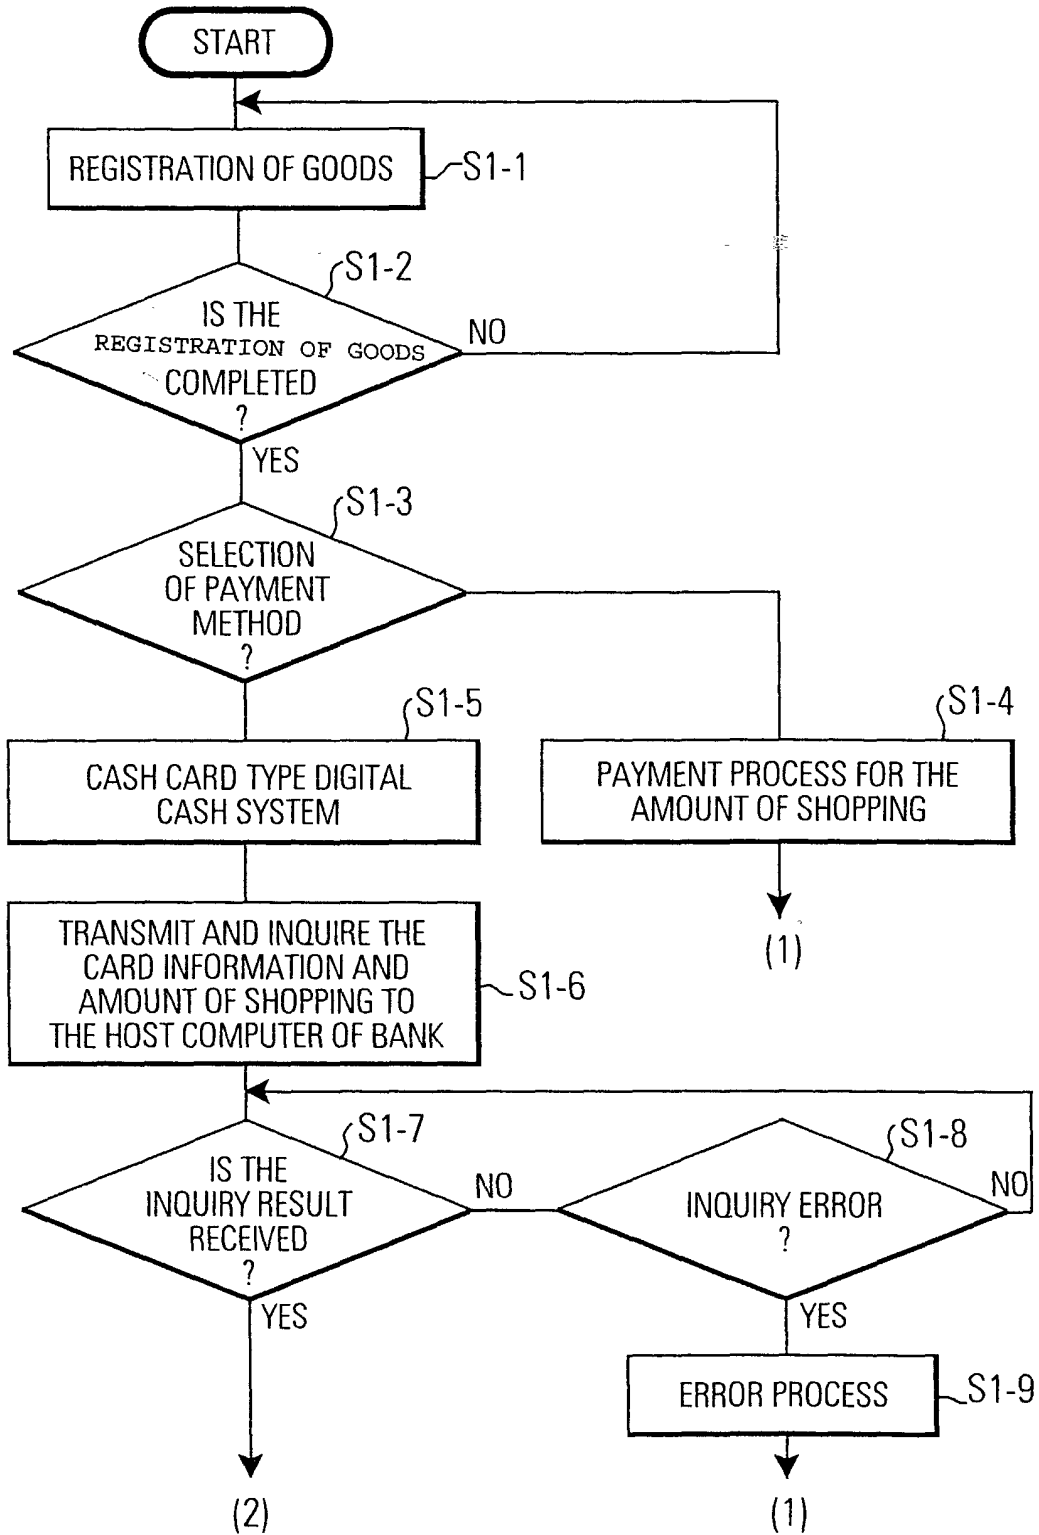 START
REGISTRATION OF GOODS
S1-1
S1-2
IS THE
REGISTRATION OF GOODS
COMPLETED
?
NO
YES
S1-3
SELECTION
OF PAYMENT
METHOD
?
S1-5
CASH CARD TYPE DIGITAL
CASH SYSTEM
S1-4
PAYMENT PROCESS FOR THE
AMOUNT OF SHOPPING
(1)
TRANSMIT AND INQUIRE THE
CARD INFORMATION AND
AMOUNT OF SHOPPING TO
THE HOST COMPUTER OF BANK
S1-6
S1-7
IS THE
INQUIRY RESULT
RECEIVED
?
NO
YES
S1-8
INQUIRY ERROR
?
NO
YES
ERROR PROCESS
S1-9
(2)
(1)